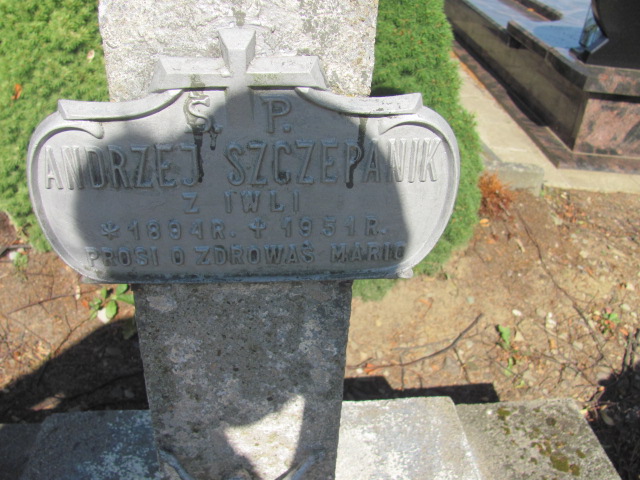 Ś. P.
ANDRZEJ SZCZEPANIK
Z IWLI
* 1894 R. ✝ 1951 R.
PROSI O ZDROWAŚ MARIO